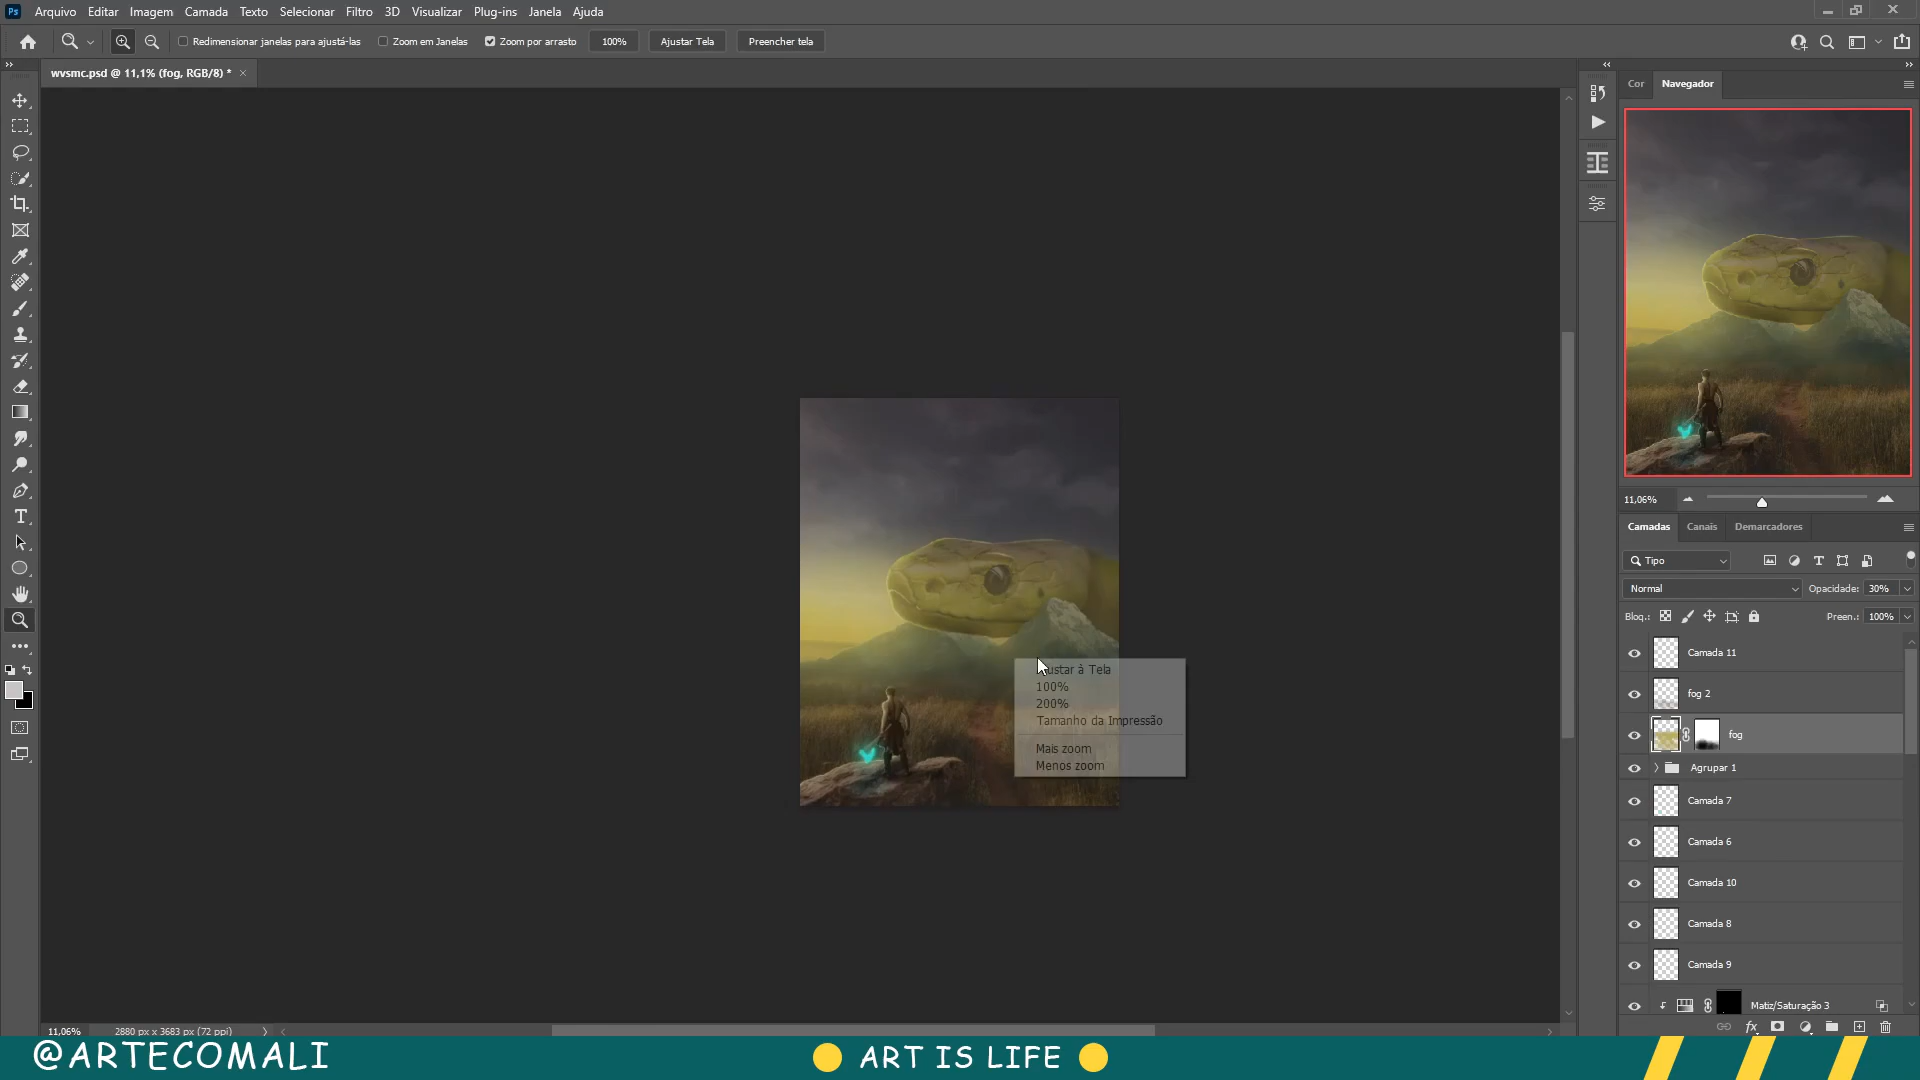 Ps Arquivo Editar Imagem Camada Texto Selecionar Filtro 3D Visualizar Plug-ins Janela Ajuda
Redimensionar janelas para ajustá-las Zoom em Janelas Zoom por arrasto 100% Ajustar Tela Preencher tela
wvsmc.psd @ 11,1% (fog, RGB/8) *
Cor Navegador
11,06%
Camadas Canais Demarcadores
Tipo
Normal Opacidade: 30%
Bloq.: Preen.: 100%
Camada 11
fog 2
fog
Agrupar 1
Camada 7
Camada 6
Camada 10
Camada 8
Camada 9
Matiz/Saturação 3
fx
ustar à Tela
100%
200%
Tamanho da Impressão
Mais zoom
Menos zoom
11,06% 2880 px x 3683 px (72 ppi)
@ARTECOMALI
ART IS LIFE